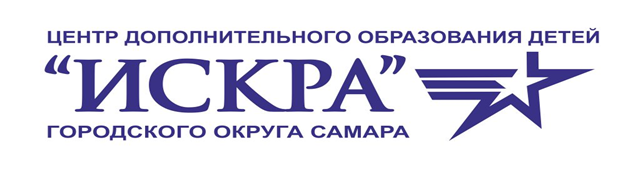 ЦЕНТР ДОПОЛНИТЕЛЬНОГО ОБРАЗОВАНИЯ ДЕТЕЙ
“ИСКРА”
ГОРОДСКОГО ОКРУГА САМАРА